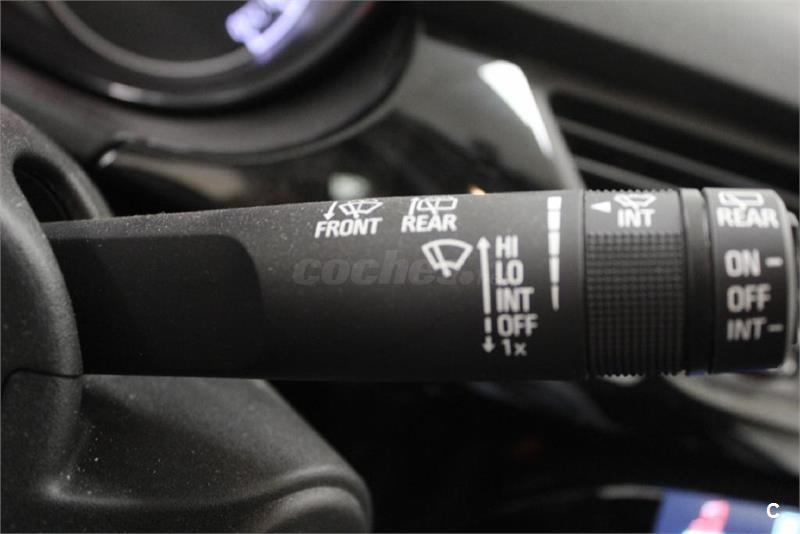 FRONT
REAR
HI
LO
INT
OFF
1x
INT
REAR
ON -
OFF
INT -
coches
C